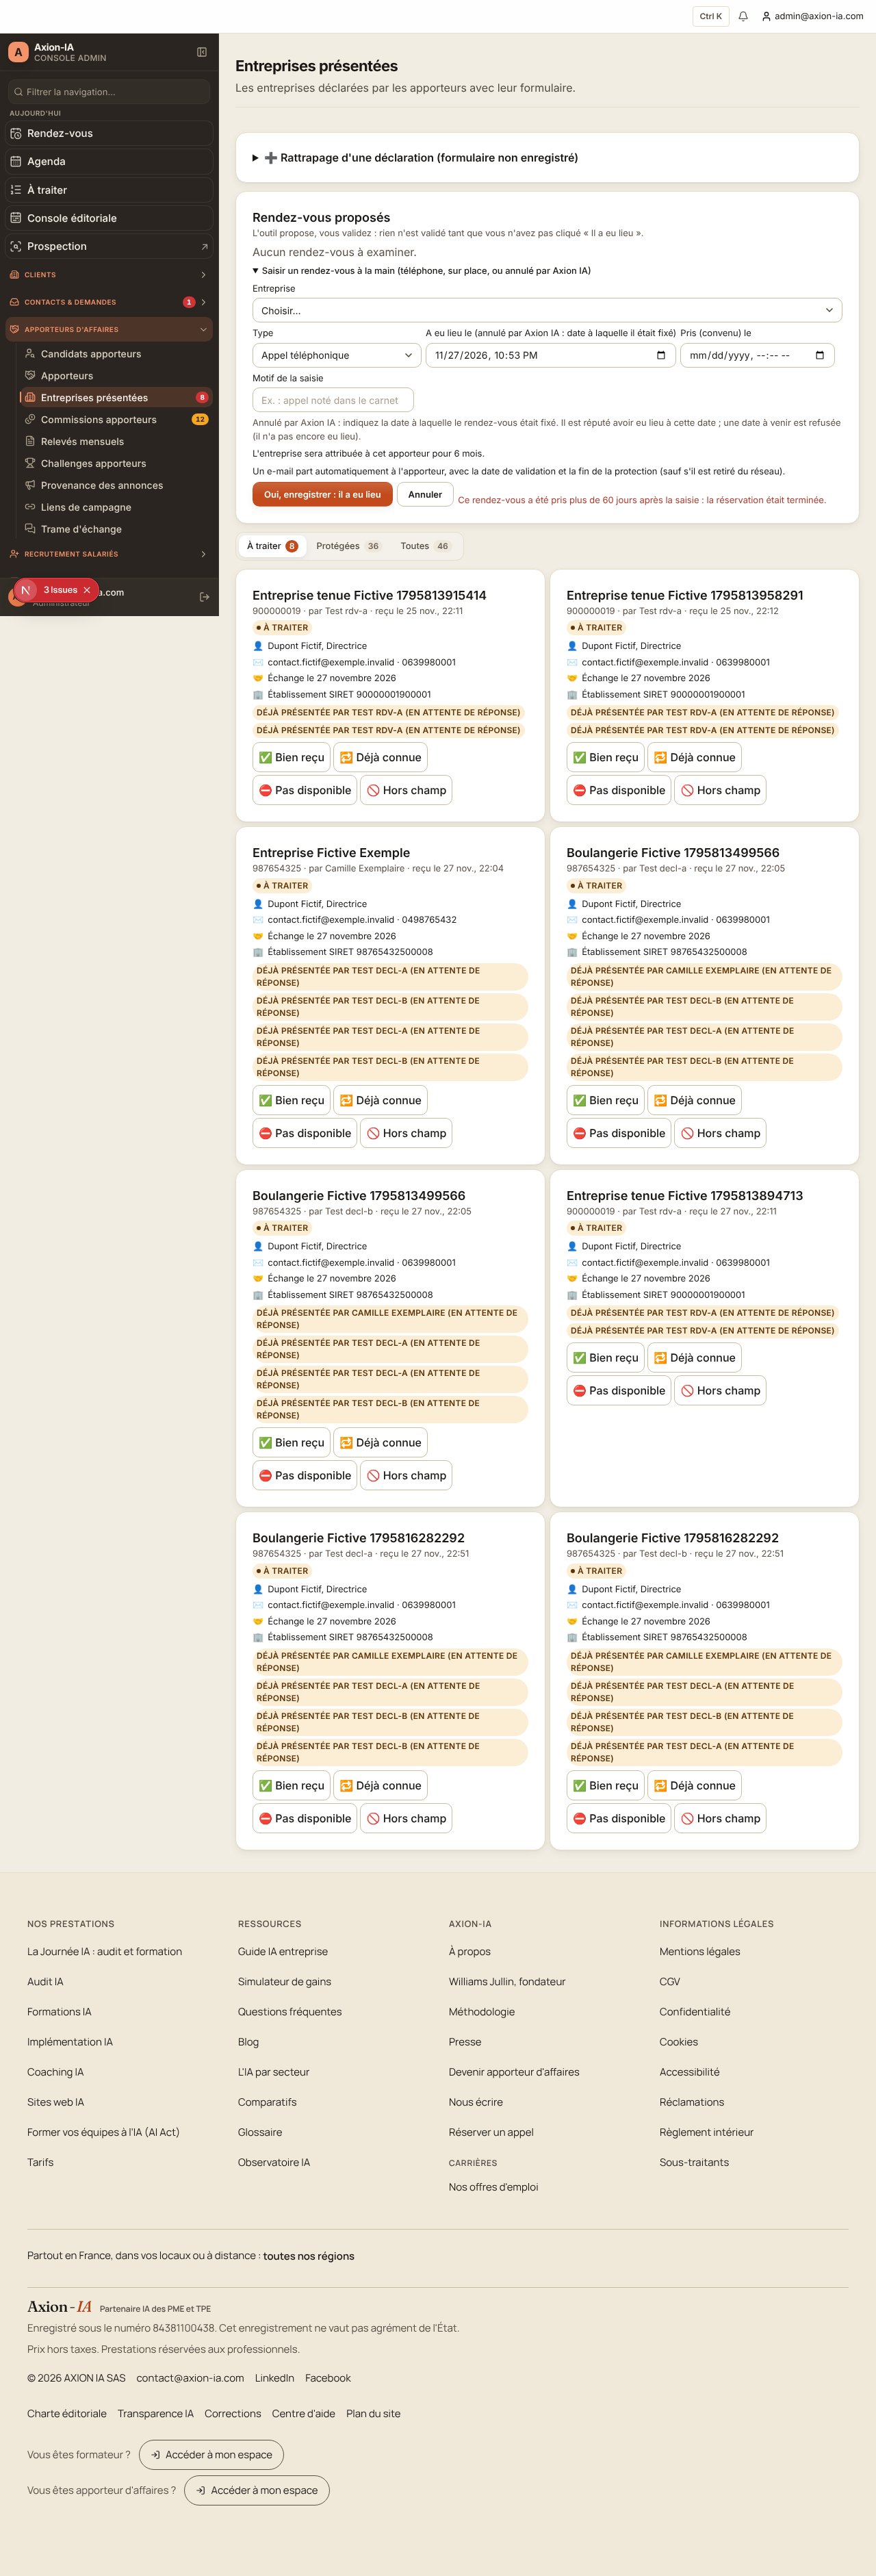 Ctrl K
admin@axion-ia.com
A
Axion-IA
CONSOLE ADMIN
Filtrer la navigation...
AUJOURD'HUI
Rendez-vous
Agenda
À traiter
Console éditoriale
Prospection
CLIENTS
CONTACTS & DEMANDES 1
APPORTEURS D'AFFAIRES
Candidats apporteurs
Apporteurs
Entreprises présentées 8
Commissions apporteurs 12
Relevés mensuels
Challenges apporteurs
Provenance des annonces
Liens de campagne
Trame d'échange
RECRUTEMENT SALARIÉS
N 3 Issues
a.com
Administrateur
Entreprises présentées
Les entreprises déclarées par les apporteurs avec leur formulaire.
▶ ➕ Rattrapage d'une déclaration (formulaire non enregistré)
Rendez-vous proposés
L'outil propose, vous validez : rien n'est validé tant que vous n'avez pas cliqué « Il a eu lieu ».
Aucun rendez-vous à examiner.
▼ Saisir un rendez-vous à la main (téléphone, sur place, ou annulé par Axion IA)
Entreprise
Choisir...
Type
A eu lieu le (annulé par Axion IA : date à laquelle il était fixé)
Pris (convenu) le
Appel téléphonique
11/27/2026, 10:53 PM
mm/dd/yyyy, --:-- --
Motif de la saisie
Ex. : appel noté dans le carnet
Annulé par Axion IA : indiquez la date à laquelle le rendez-vous était fixé. Il est réputé avoir eu lieu à cette date ; une date à venir est refusée
(il n'a pas encore eu lieu).
L'entreprise sera attribuée à cet apporteur pour 6 mois.
Un e-mail part automatiquement à l'apporteur, avec la date de validation et la fin de la protection (sauf s'il est retiré du réseau).
Oui, enregistrer : il a eu lieu
Annuler
Ce rendez-vous a été pris plus de 60 jours après la saisie : la réservation était terminée.
À traiter 8
Protégées 36
Toutes 46
Entreprise tenue Fictive 1795813915414
900000019 · par Test rdv-a · reçu le 25 nov., 22:11
À TRAITER
Dupont Fictif, Directrice
contact.fictif@exemple.invalid · 0639980001
Échange le 27 novembre 2026
Établissement SIRET 90000001900001
DÉJÀ PRÉSENTÉE PAR TEST RDV-A (EN ATTENTE DE RÉPONSE)
DÉJÀ PRÉSENTÉE PAR TEST RDV-A (EN ATTENTE DE RÉPONSE)
✅ Bien reçu
🔁 Déjà connue
⛔ Pas disponible
🚫 Hors champ
Entreprise tenue Fictive 1795813958291
900000019 · par Test rdv-a · reçu le 25 nov., 22:12
À TRAITER
Dupont Fictif, Directrice
contact.fictif@exemple.invalid · 0639980001
Échange le 27 novembre 2026
Établissement SIRET 90000001900001
DÉJÀ PRÉSENTÉE PAR TEST RDV-A (EN ATTENTE DE RÉPONSE)
DÉJÀ PRÉSENTÉE PAR TEST RDV-A (EN ATTENTE DE RÉPONSE)
✅ Bien reçu
🔁 Déjà connue
⛔ Pas disponible
🚫 Hors champ
Entreprise Fictive Exemple
987654325 · par Camille Exemplaire · reçu le 27 nov., 22:04
À TRAITER
Dupont Fictif, Directrice
contact.fictif@exemple.invalid · 0498765432
Échange le 27 novembre 2026
Établissement SIRET 98765432500008
DÉJÀ PRÉSENTÉE PAR TEST DECL-A (EN ATTENTE DE
RÉPONSE)
DÉJÀ PRÉSENTÉE PAR TEST DECL-B (EN ATTENTE DE
RÉPONSE)
DÉJÀ PRÉSENTÉE PAR TEST DECL-A (EN ATTENTE DE
RÉPONSE)
DÉJÀ PRÉSENTÉE PAR TEST DECL-B (EN ATTENTE DE
RÉPONSE)
✅ Bien reçu
🔁 Déjà connue
⛔ Pas disponible
🚫 Hors champ
Boulangerie Fictive 1795813499566
987654325 · par Test decl-a · reçu le 27 nov., 22:05
À TRAITER
Dupont Fictif, Directrice
contact.fictif@exemple.invalid · 0639980001
Échange le 27 novembre 2026
Établissement SIRET 98765432500008
DÉJÀ PRÉSENTÉE PAR CAMILLE EXEMPLAIRE (EN ATTENTE DE
RÉPONSE)
DÉJÀ PRÉSENTÉE PAR TEST DECL-B (EN ATTENTE DE
RÉPONSE)
DÉJÀ PRÉSENTÉE PAR TEST DECL-A (EN ATTENTE DE
RÉPONSE)
DÉJÀ PRÉSENTÉE PAR TEST DECL-B (EN ATTENTE DE
RÉPONSE)
✅ Bien reçu
🔁 Déjà connue
⛔ Pas disponible
🚫 Hors champ
Boulangerie Fictive 1795813499566
987654325 · par Test decl-b · reçu le 27 nov., 22:05
À TRAITER
Dupont Fictif, Directrice
contact.fictif@exemple.invalid · 0639980001
Échange le 27 novembre 2026
Établissement SIRET 98765432500008
DÉJÀ PRÉSENTÉE PAR CAMILLE EXEMPLAIRE (EN ATTENTE DE
RÉPONSE)
DÉJÀ PRÉSENTÉE PAR TEST DECL-A (EN ATTENTE DE
RÉPONSE)
DÉJÀ PRÉSENTÉE PAR TEST DECL-A (EN ATTENTE DE
RÉPONSE)
DÉJÀ PRÉSENTÉE PAR TEST DECL-B (EN ATTENTE DE
RÉPONSE)
✅ Bien reçu
🔁 Déjà connue
⛔ Pas disponible
🚫 Hors champ
Entreprise tenue Fictive 1795813894713
900000019 · par Test rdv-a · reçu le 27 nov., 22:11
À TRAITER
Dupont Fictif, Directrice
contact.fictif@exemple.invalid · 0639980001
Échange le 27 novembre 2026
Établissement SIRET 90000001900001
DÉJÀ PRÉSENTÉE PAR TEST RDV-A (EN ATTENTE DE RÉPONSE)
DÉJÀ PRÉSENTÉE PAR TEST RDV-A (EN ATTENTE DE RÉPONSE)
✅ Bien reçu
🔁 Déjà connue
⛔ Pas disponible
🚫 Hors champ
Boulangerie Fictive 1795816282292
987654325 · par Test decl-a · reçu le 27 nov., 22:51
À TRAITER
Dupont Fictif, Directrice
contact.fictif@exemple.invalid · 0639980001
Échange le 27 novembre 2026
Établissement SIRET 98765432500008
DÉJÀ PRÉSENTÉE PAR CAMILLE EXEMPLAIRE (EN ATTENTE DE
RÉPONSE)
DÉJÀ PRÉSENTÉE PAR TEST DECL-A (EN ATTENTE DE
RÉPONSE)
DÉJÀ PRÉSENTÉE PAR TEST DECL-B (EN ATTENTE DE
RÉPONSE)
DÉJÀ PRÉSENTÉE PAR TEST DECL-B (EN ATTENTE DE
RÉPONSE)
✅ Bien reçu
🔁 Déjà connue
⛔ Pas disponible
🚫 Hors champ
Boulangerie Fictive 1795816282292
987654325 · par Test decl-b · reçu le 27 nov., 22:51
À TRAITER
Dupont Fictif, Directrice
contact.fictif@exemple.invalid · 0639980001
Échange le 27 novembre 2026
Établissement SIRET 98765432500008
DÉJÀ PRÉSENTÉE PAR CAMILLE EXEMPLAIRE (EN ATTENTE DE
RÉPONSE)
DÉJÀ PRÉSENTÉE PAR TEST DECL-A (EN ATTENTE DE
RÉPONSE)
DÉJÀ PRÉSENTÉE PAR TEST DECL-B (EN ATTENTE DE
RÉPONSE)
DÉJÀ PRÉSENTÉE PAR TEST DECL-A (EN ATTENTE DE
RÉPONSE)
✅ Bien reçu
🔁 Déjà connue
⛔ Pas disponible
🚫 Hors champ
NOS PRESTATIONS
La Journée IA : audit et formation
Audit IA
Formations IA
Implémentation IA
Coaching IA
Sites web IA
Former vos équipes à l'IA (AI Act)
Tarifs
RESSOURCES
Guide IA entreprise
Simulateur de gains
Questions fréquentes
Blog
L'IA par secteur
Comparatifs
Glossaire
Observatoire IA
AXION-IA
À propos
Williams Jullin, fondateur
Méthodologie
Presse
Devenir apporteur d'affaires
Nous écrire
Réserver un appel
CARRIÈRES
Nos offres d'emploi
INFORMATIONS LÉGALES
Mentions légales
CGV
Confidentialité
Cookies
Accessibilité
Réclamations
Règlement intérieur
Sous-traitants
Partout en France, dans vos locaux ou à distance : toutes nos régions
Axion-IA Partenaire IA des PME et TPE
Enregistré sous le numéro 84381100438. Cet enregistrement ne vaut pas agrément de l'État.
Prix hors taxes. Prestations réservées aux professionnels.
© 2026 AXION IA SAS contact@axion-ia.com LinkedIn Facebook
Charte éditoriale Transparence IA Corrections Centre d'aide Plan du site
Vous êtes formateur ? Accéder à mon espace
Vous êtes apporteur d'affaires ? Accéder à mon espace